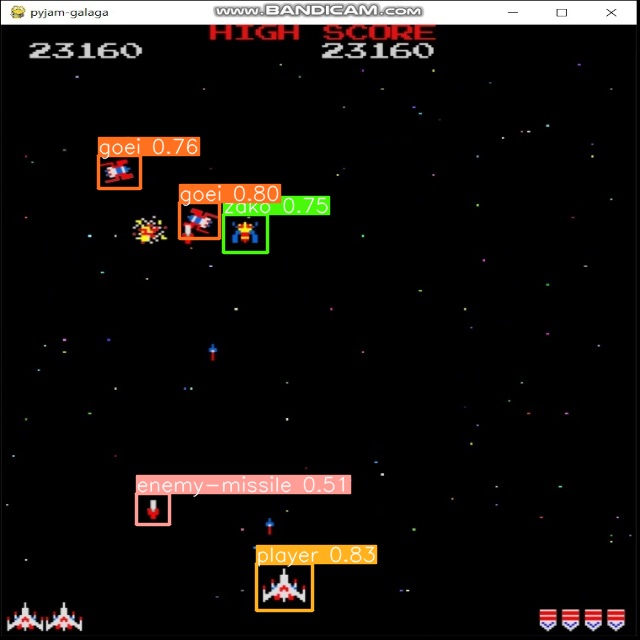 pyjam-galaga
www.BANDICAM.com
HIGH SCORE
23160 23160
goei 0.76
goei 0.80
zako 0.75
enemy-missile 0.51
player 0.83